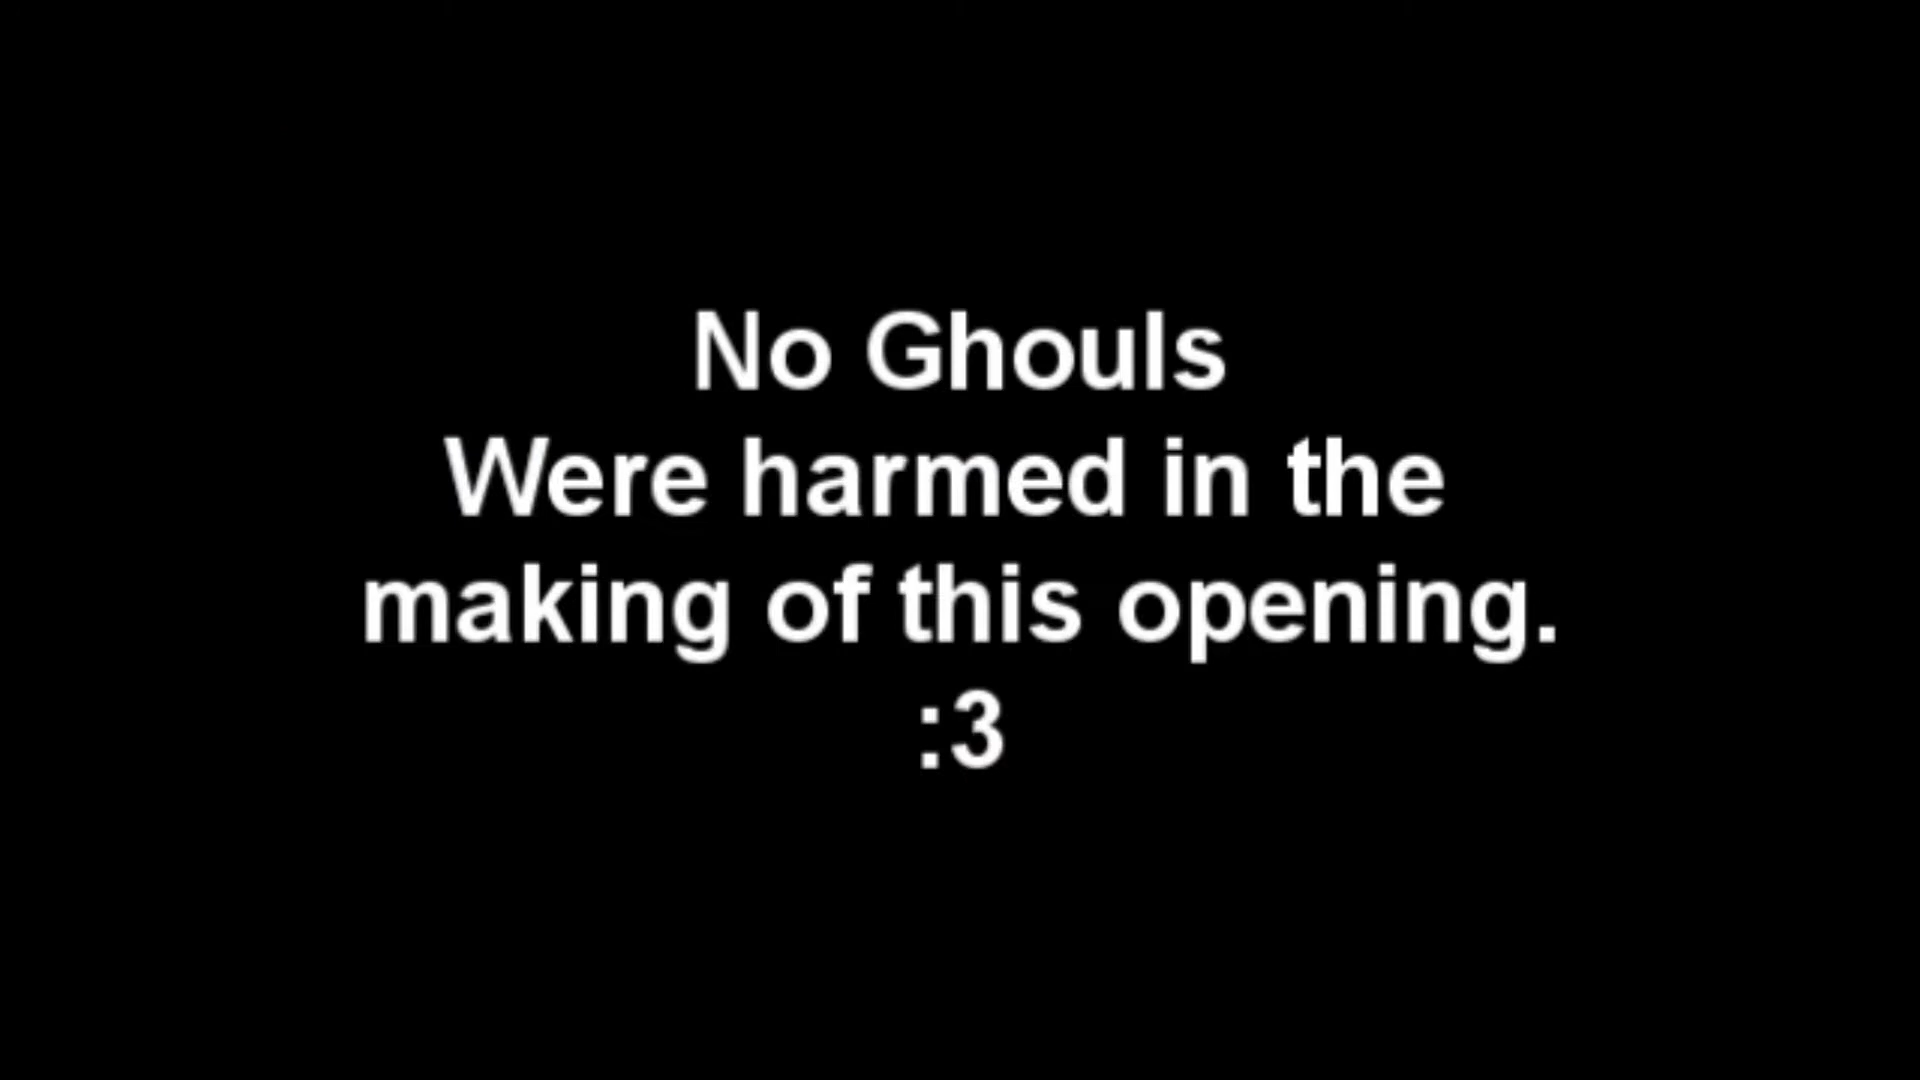 No Ghouls
Were harmed in the
making of this opening.
:3